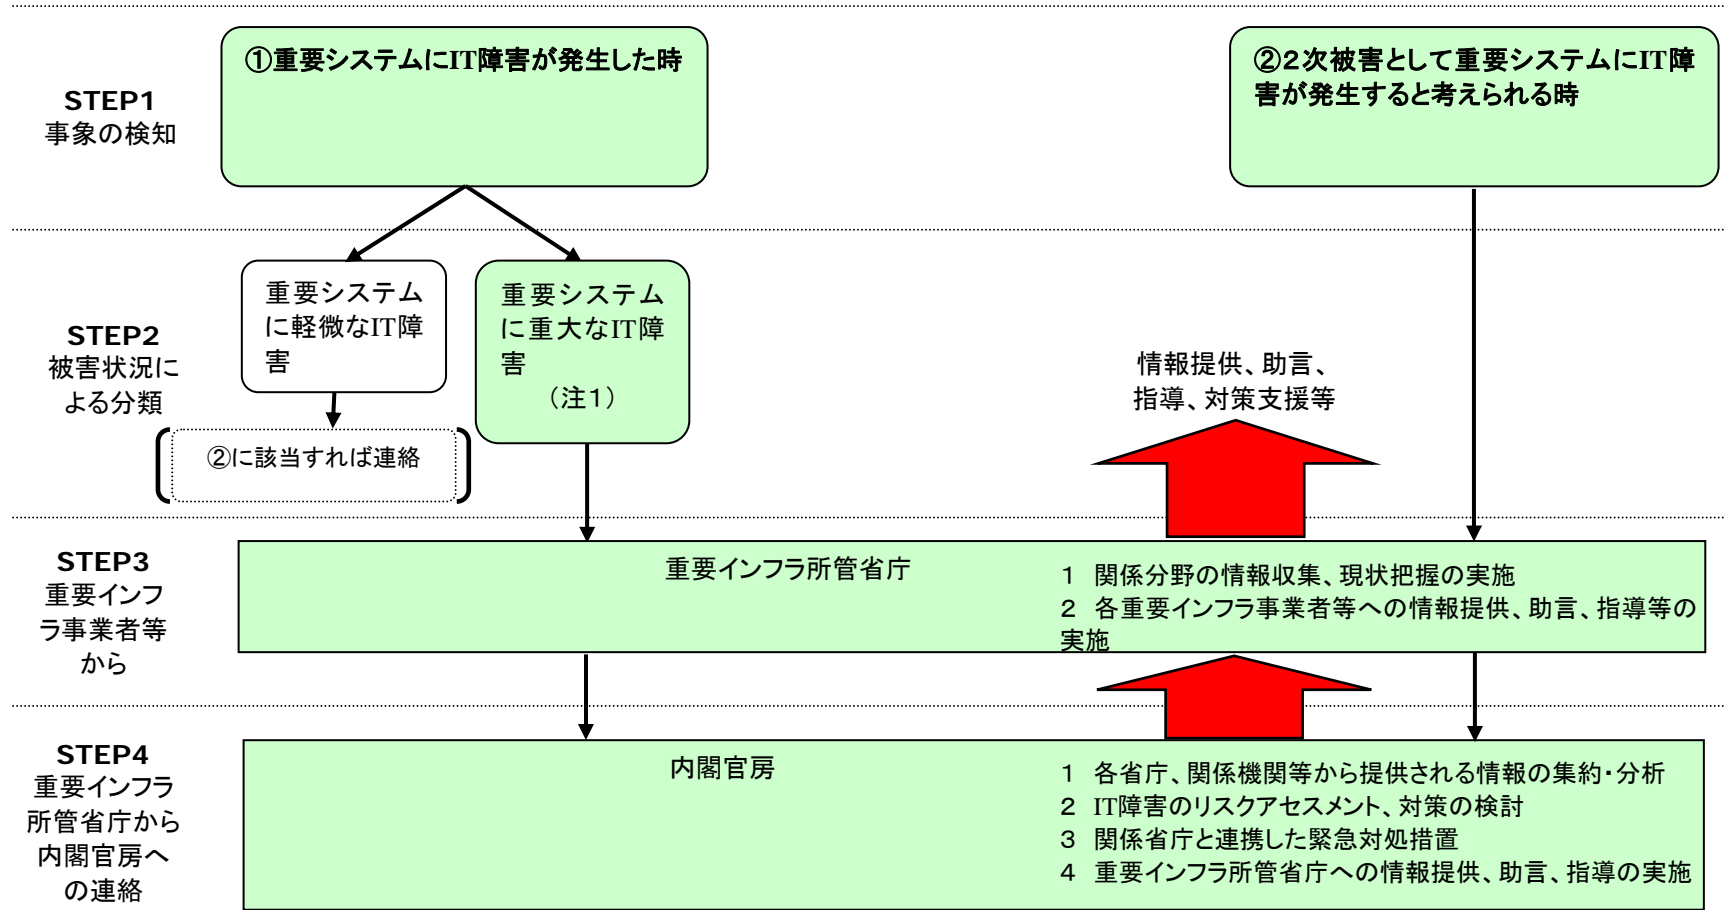 STEP1
事象の検知
①重要システムにIT障害が発生した時
②２次被害として重要システムにIT障
害が発生すると考えられる時
STEP2
被害状況に
よる分類
重要システム
に軽微なIT障
害
②に該当すれば連絡
重要システム
に重大なIT障
害
（注１）
情報提供、助言、
指導、対策支援等
STEP3
重要インフ
ラ事業者等
から
重要インフラ所管省庁
１ 関係分野の情報収集、現状把握の実施
２ 各重要インフラ事業者等への情報提供、助言、指導等の
実施
STEP4
重要インフラ
所管省庁から
内閣官房へ
の連絡
内閣官房
１ 各省庁、関係機関等から提供される情報の集約・分析
２ IT障害のリスクアセスメント、対策の検討
３ 関係省庁と連携した緊急対処措置
４ 重要インフラ所管省庁への情報提供、助言、指導の実施